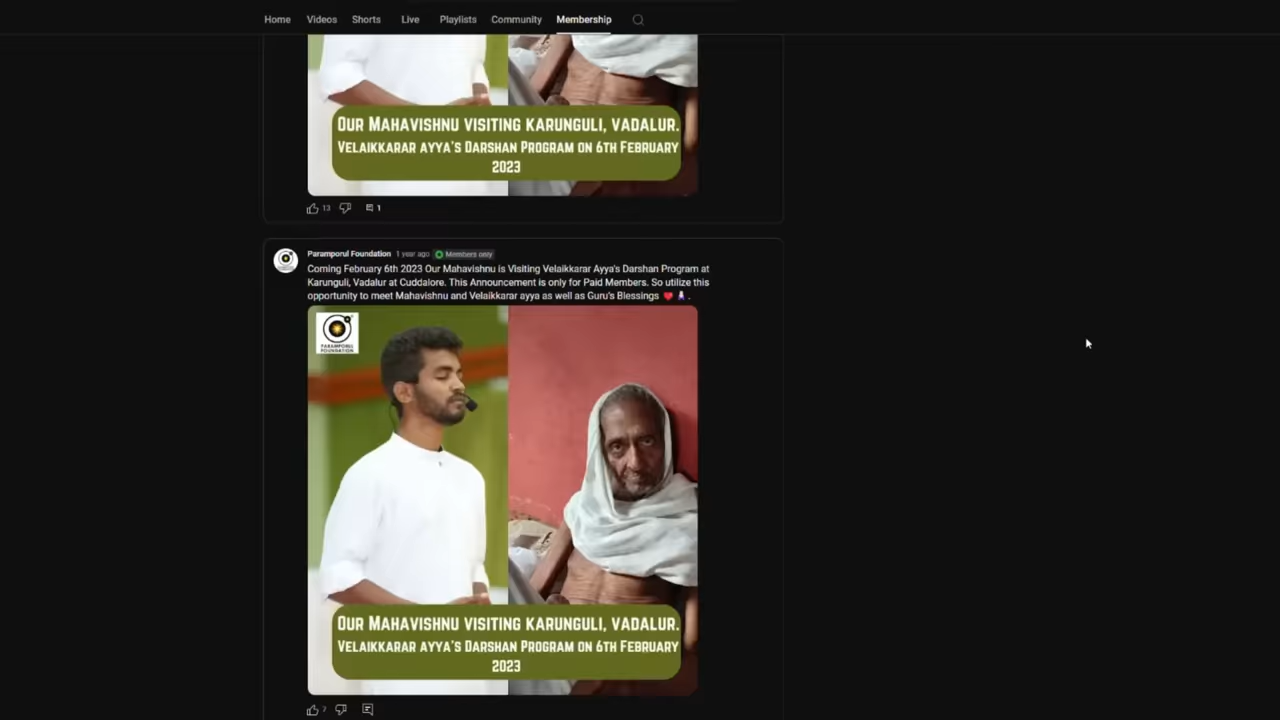 Home Videos Shorts Live Playlists Community Membership
OUR MAHAVISHNU VISITING KARUNGULI, VADALUR.
VELAIKKARAR AYYA'S DARSHAN PROGRAM ON 6TH FEBRUARY
2023
13 1
Paramporul Foundation 1 year ago Members only
Coming February 6th 2023 Our Mahavishnu is Visiting Velaikkarar Ayya's Darshan Program at
Karunguli, Vadalur at Cuddalore. This Announcement is only for Paid Members. So utilize this
opportunity to meet Mahavishnu and Velaikkarar ayya as well as Guru's Blessings ❤️ .
PARAMPORUL
FOUNDATION
OUR MAHAVISHNU VISITING KARUNGULI, VADALUR.
VELAIKKARAR AYYA'S DARSHAN PROGRAM ON 6TH FEBRUARY
2023
7